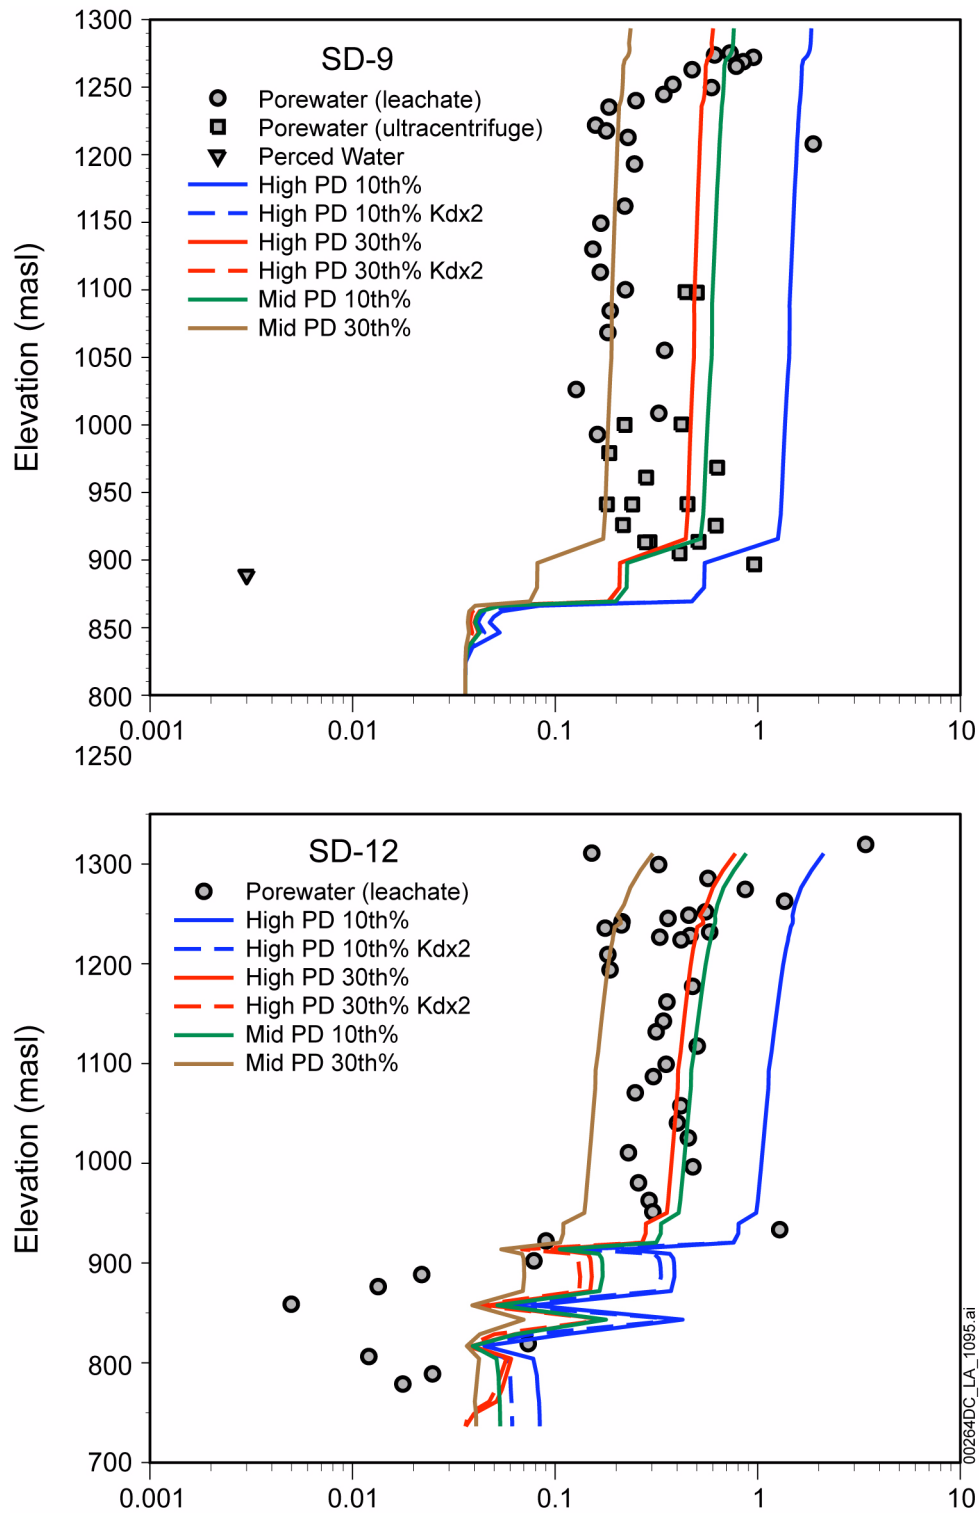 1300
SD-9
Porewater (leachate)
1250
Porewater (ultracentrifuge)
1200
Perced Water
High PD 10th%
1150
High PD 10th% Kdx2
High PD 30th%
1100
High PD 30th% Kdx2
Mid PD 10th%
1050
Mid PD 30th%
1000
950
900
850
800
Elevation (masl)
0.001
0.01
0.1
1
10
1250
SD-12
1300
Porewater (leachate)
High PD 10th%
High PD 10th% Kdx2
1200
High PD 30th%
High PD 30th% Kdx2
Mid PD 10th%
1100
Mid PD 30th%
1000
900
800
700
Elevation (masl)
0.001
0.01
0.1
1
10
00264DC_LA_1095.ai